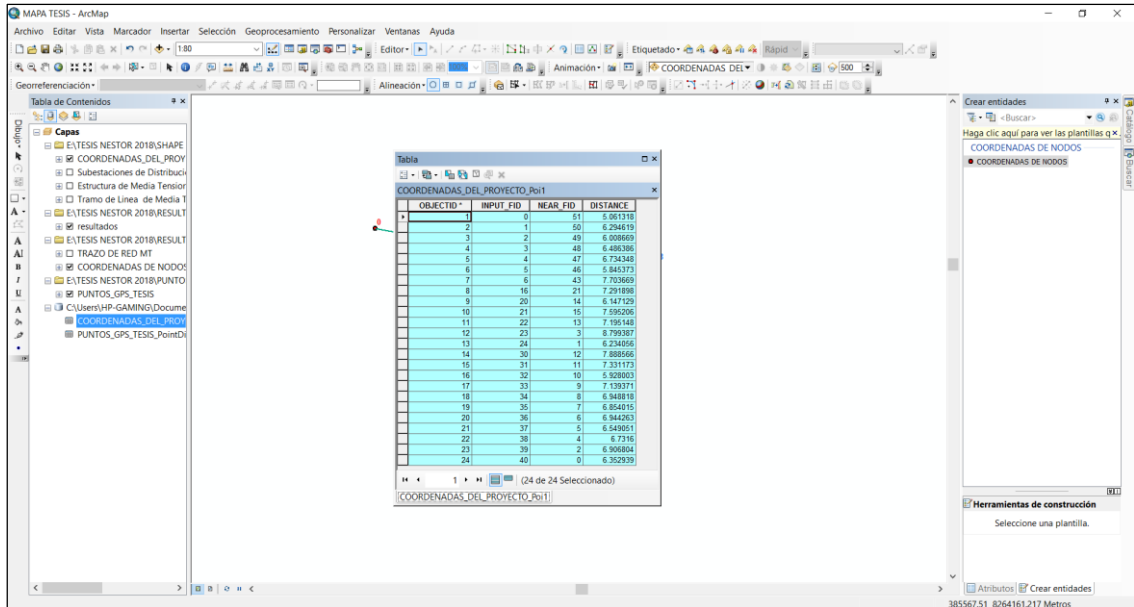 MAPA TESIS - ArcMap
Archivo Editar Vista Marcador Insertar Selección Geoprocesamiento Personalizar Ventanas Ayuda
1:80 Editor Etiquetado Rápido
100% Animación COORDENADAS DEL 500
Georreferenciación Alineación
Tabla de Contenidos
Dibujo
Capas
E:\TESIS NESTOR 2018\SHAPE
COORDENADAS_DEL_PROY
Subestaciones de Distribuci
Estructura de Media Tension
Tramo de Linea de Media T
E:\TESIS NESTOR 2018\RESULT
resultados
E:\TESIS NESTOR 2018\RESULT
TRAZO DE RED MT
COORDENADAS DE NODOS
E:\TESIS NESTOR 2018\PUNTO
PUNTOS_GPS_TESIS
C:\Users\HP-GAMING\Docume
COORDENADAS_DEL_PROY
PUNTOS_GPS_TESIS_PointDi
Tabla
COORDENADAS_DEL_PROYECTO_Poi1
OBJECTID * INPUT_FID NEAR_FID DISTANCE
1 0 51 5.061318
2 1 50 6.294619
3 2 49 6.008669
4 3 48 6.486386
5 4 47 6.734348
6 5 46 5.845373
7 6 43 7.703669
8 16 21 7.291898
9 20 14 6.147129
10 21 15 7.595206
11 22 13 7.195148
12 23 3 8.799387
13 24 1 6.234056
14 30 12 7.888566
15 31 11 7.331173
16 32 10 5.928003
17 33 9 7.139371
18 34 8 6.948818
19 35 7 6.854015
20 36 6 6.944263
21 37 5 6.549051
22 38 4 6.7316
23 39 2 6.906804
24 40 0 6.352939
1 (24 de 24 Seleccionado)
COORDENADAS_DEL_PROYECTO_Poi1
Crear entidades
<Buscar>
Haga clic aquí para ver las plantillas q
COORDENADAS DE NODOS
COORDENADAS DE NODOS
Herramientas de construcción
Seleccione una plantilla.
Atributos Crear entidades
Catálogo
Buscar
385567.51 8264161.217 Metros